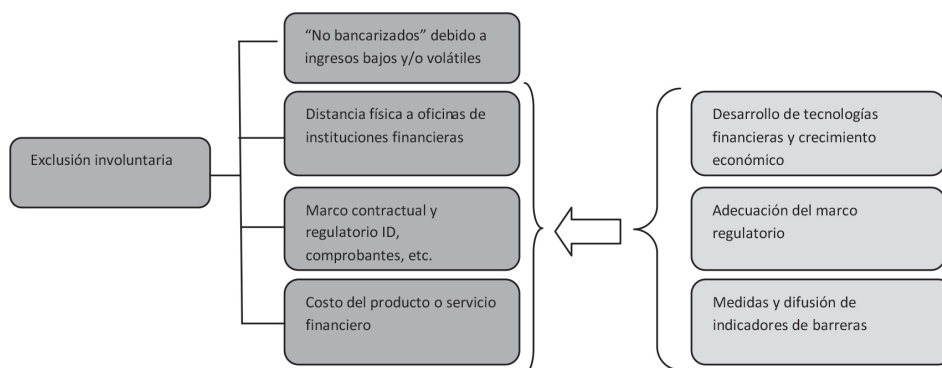 Exclusión involuntaria
“No bancarizados” debido a
ingresos bajos y/o volátiles
Distancia física a oficinas de
instituciones financieras
Marco contractual y
regulatorio ID,
comprobantes, etc.
Costo del producto o servicio
financiero
Desarrollo de tecnologías
financieras y crecimiento
económico
Adecuación del marco
regulatorio
Medidas y difusión de
indicadores de barreras